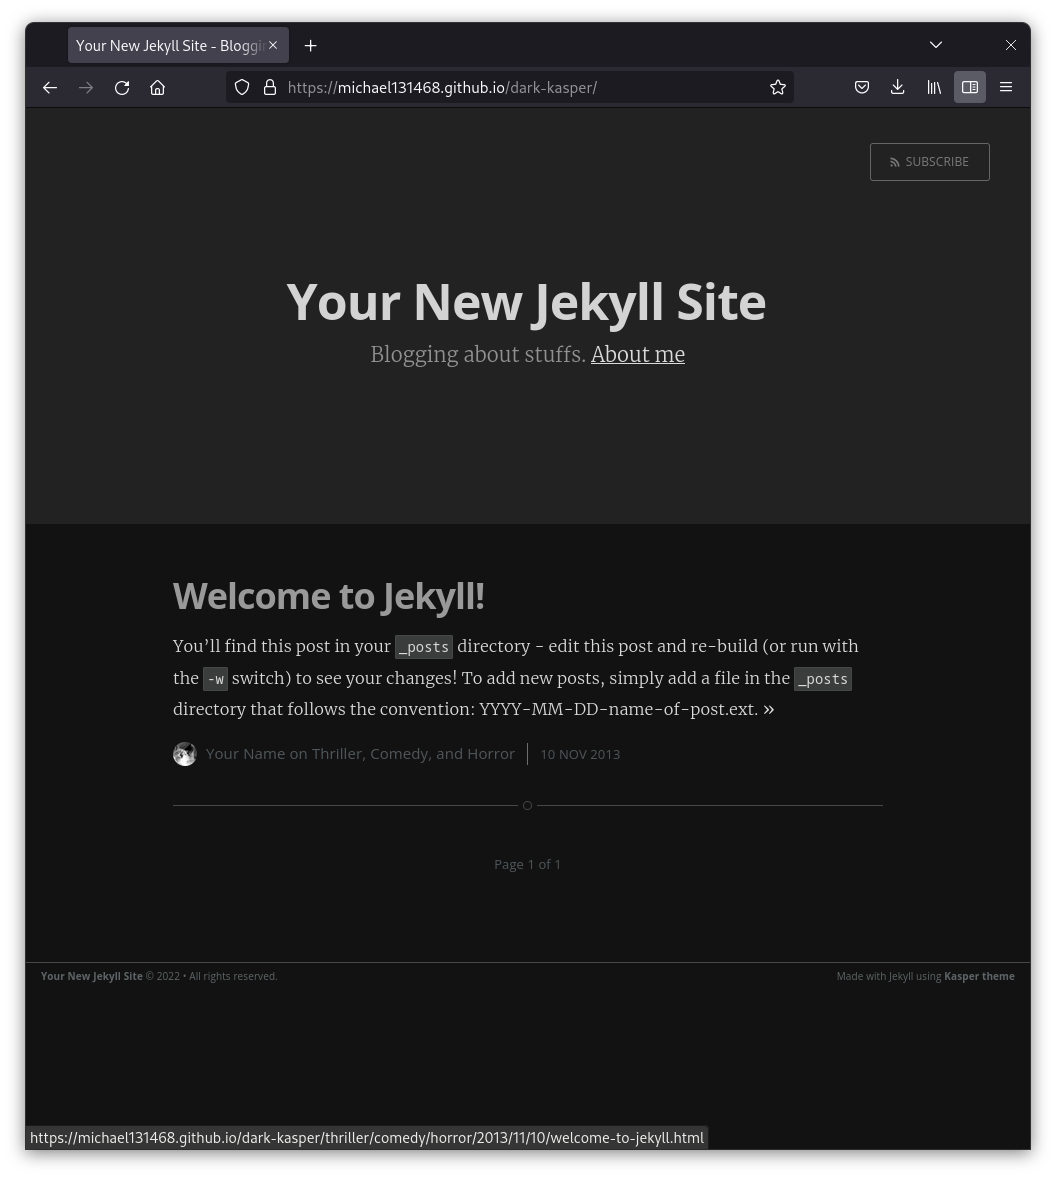 Your New Jekyll Site - Bloggin
https://michael131468.github.io/dark-kasper/
SUBSCRIBE
Your New Jekyll Site
Blogging about stuffs. About me
Welcome to Jekyll!
You’ll find this post in your _posts directory - edit this post and re-build (or run with
the -w switch) to see your changes! To add new posts, simply add a file in the _posts
directory that follows the convention: YYYY-MM-DD-name-of-post.ext. »
Your Name on Thriller, Comedy, and Horror 10 NOV 2013
Page 1 of 1
Your New Jekyll Site © 2022 • All rights reserved. Made with Jekyll using Kasper theme
https://michael131468.github.io/dark-kasper/thriller/comedy/horror/2013/11/10/welcome-to-jekyll.html